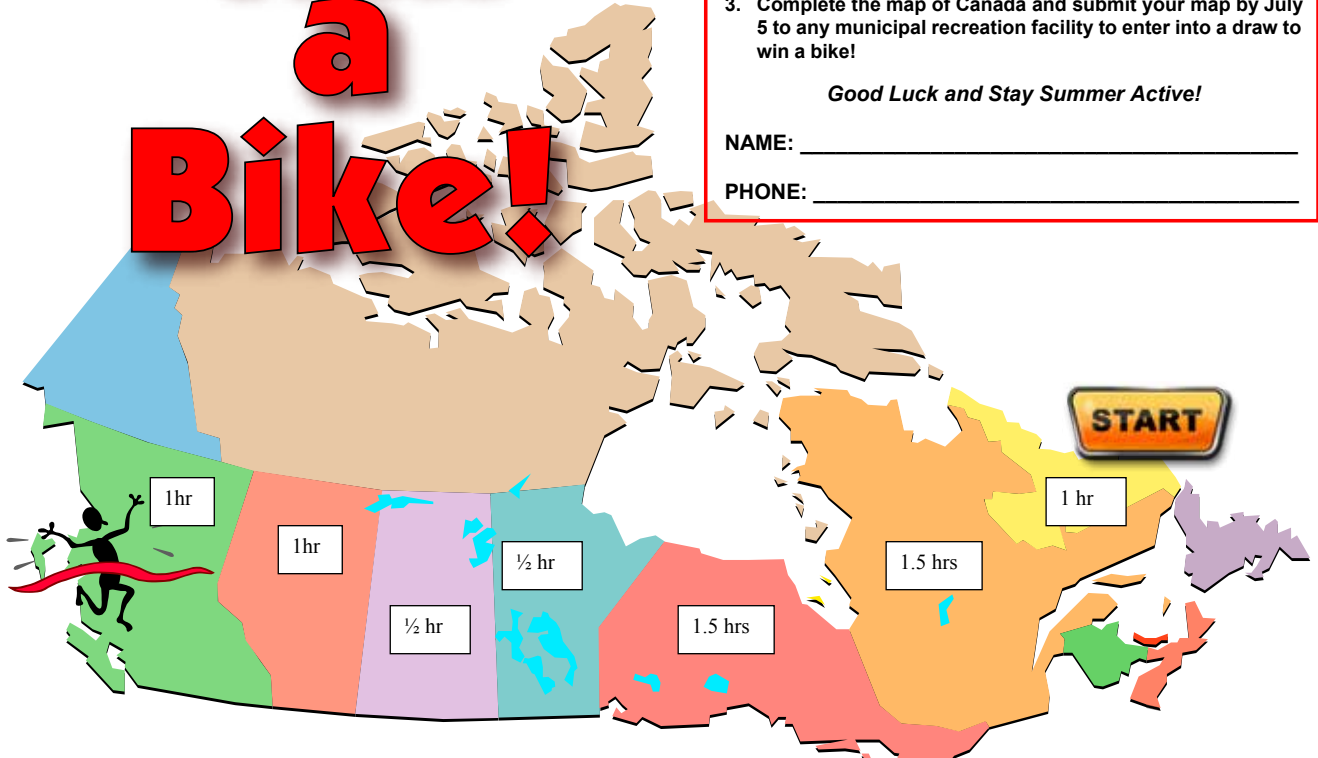 a
Bike!
3. Complete the map of Canada and submit your map by July
5 to any municipal recreation facility to enter into a draw to
win a bike!
Good Luck and Stay Summer Active!
NAME:
PHONE:
START
1hr
1hr
½ hr
½ hr
1.5 hrs
1.5 hrs
1 hr